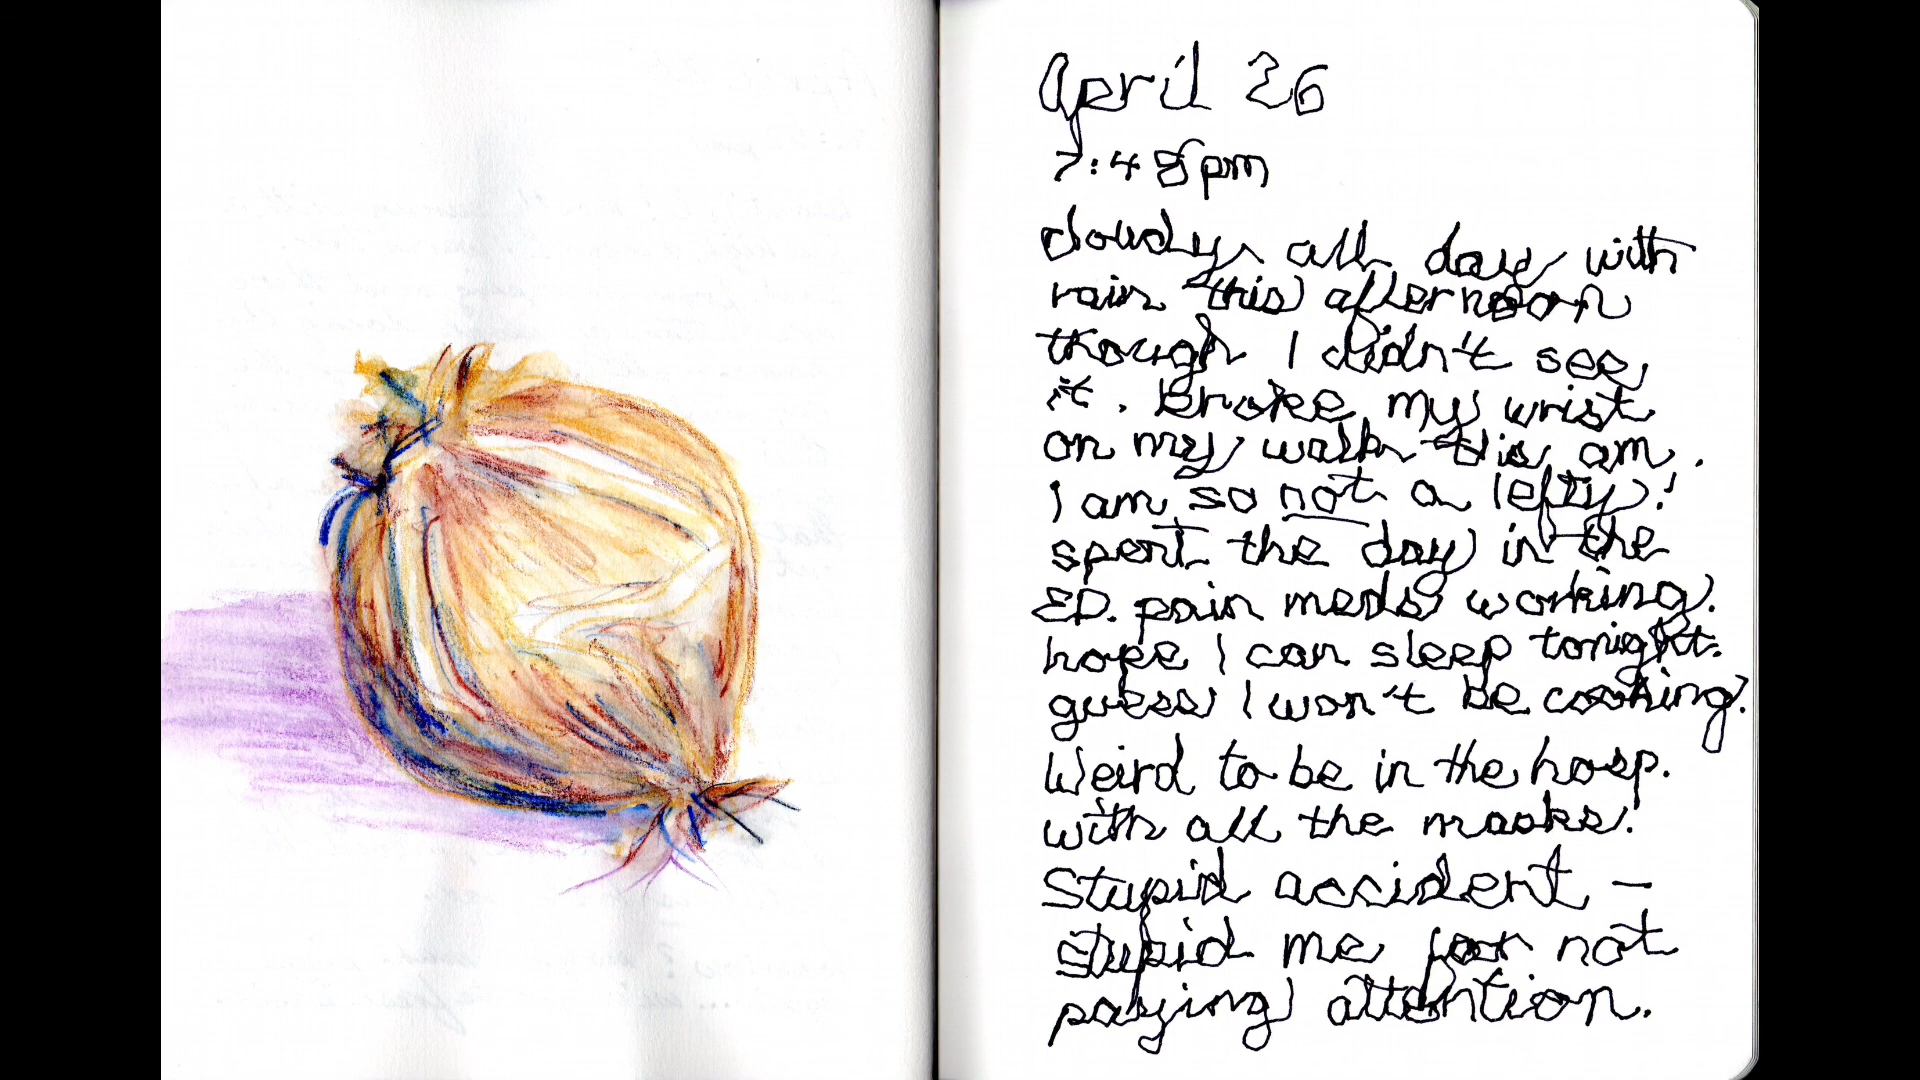 April 26
7:48pm
cloudy all day with
rain this afternoon
though I didn't see
it. Broke my wrist
on my walk this am.
I am so not a lefty!
spent the day in the
ED. pain meds working.
hope I can sleep tonight.
guess I won't be cooking.
Weird to be in the hosp.
with all the masks.
Stupid accident –
stupid me for not
paying attention.